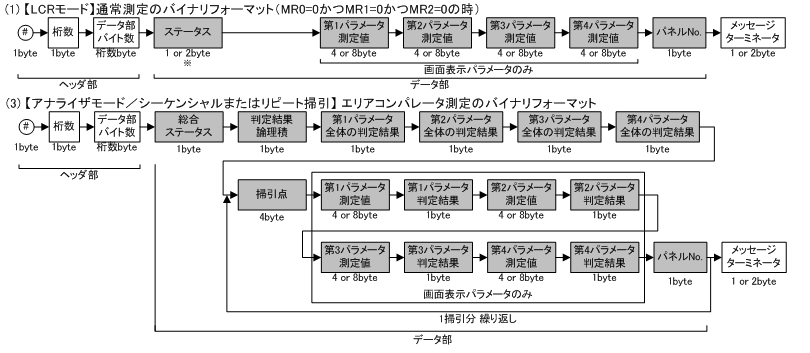 (1)【LCRモード】通常測定のバイナリフォーマット(MR0=0かつMR1=0かつMR2=0の時)
# 桁数 データ部 ステータス 第1パラメータ 第2パラメータ 第3パラメータ 第4パラメータ パネルNo. メッセージ
バイト数 測定値 測定値 測定値 測定値 ターミネータ
1byte 1byte 桁数byte 1 or 2byte 4 or 8byte 4 or 8byte 4 or 8byte 4 or 8byte 1byte 1 or 2byte
※
画面表示パラメータのみ
ヘッダ部 データ部
(3)【アナライザモード/シーケンシャルまたはリピート掃引】エリアコンパレータ測定のバイナリフォーマット
# 桁数 データ部 総合 判定結果 第1パラメータ 第2パラメータ 第3パラメータ 第4パラメータ
バイト数 ステータス 論理積 全体の判定結果 全体の判定結果 全体の判定結果 全体の判定結果
1byte 1byte 桁数byte 1byte 1byte 1byte 1byte 1byte 1byte
ヘッダ部
掃引点 第1パラメータ 第1パラメータ 第2パラメータ 第2パラメータ
測定値 判定結果 測定値 判定結果
4byte 4 or 8byte 1byte 4 or 8byte 1byte
第3パラメータ 第3パラメータ 第4パラメータ 第4パラメータ パネルNo. メッセージ
測定値 判定結果 測定値 判定結果 ターミネータ
4 or 8byte 1byte 4 or 8byte 1byte 1byte 1 or 2byte
画面表示パラメータのみ
1掃引分 繰り返し
データ部